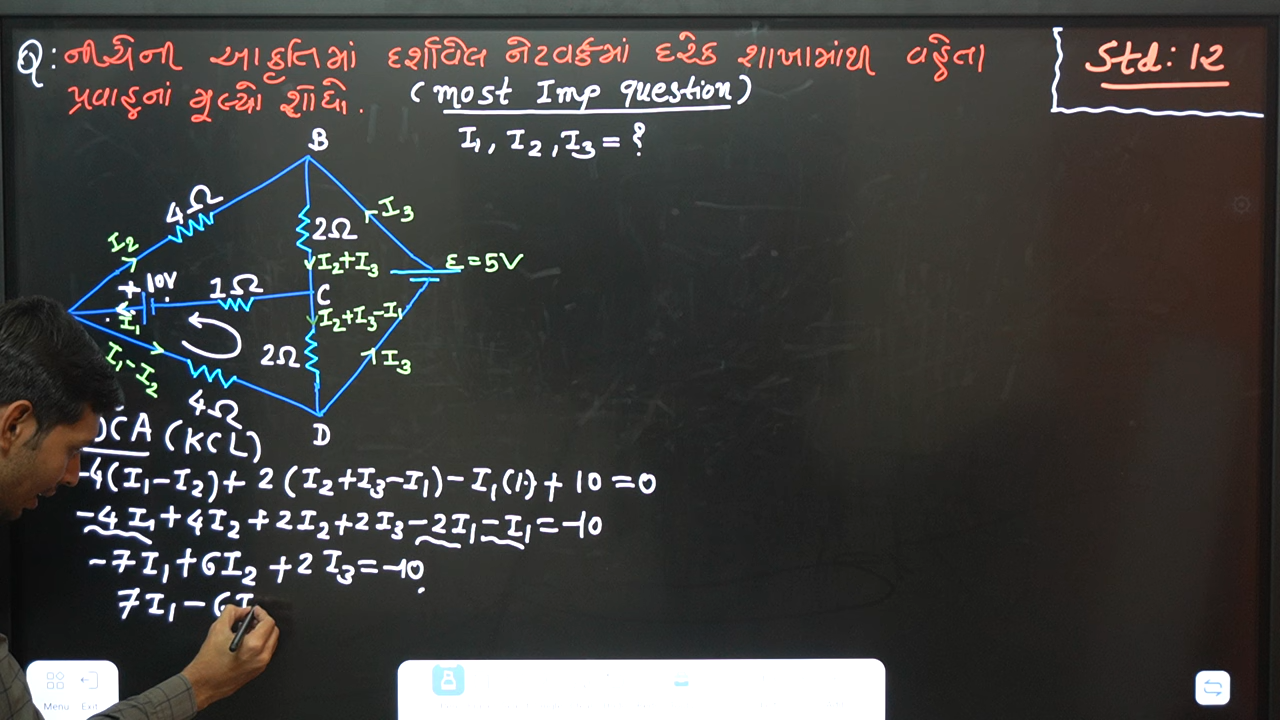 Q: નીચેની આકૃતિમાં દર્શાવેલ નેટવર્કમાં દરેક શાખામાંથી વહેતા
પ્રવાહનાં મૂલ્યો શોધો. (most Imp question)
Std: 12
I₁, I₂, I₃ = ?
B
4Ω
I₃
2Ω
I₂
I₂+I₃
ε = 5V
+ 10V
1Ω
C
I₁
I₂+I₃-I₁
I₁-I₂
2Ω
I₃
4Ω
D
CA (KCL)
-4(I₁-I₂)+ 2 (I₂+I₃-I₁) - I₁(1) + 10 = 0
-4I₁ + 4I₂ + 2I₂ + 2I₃ - 2I₁ - I₁ = -10
-7I₁ + 6I₂ + 2I₃ = -10
7I₁ - 6I
Menu Exit